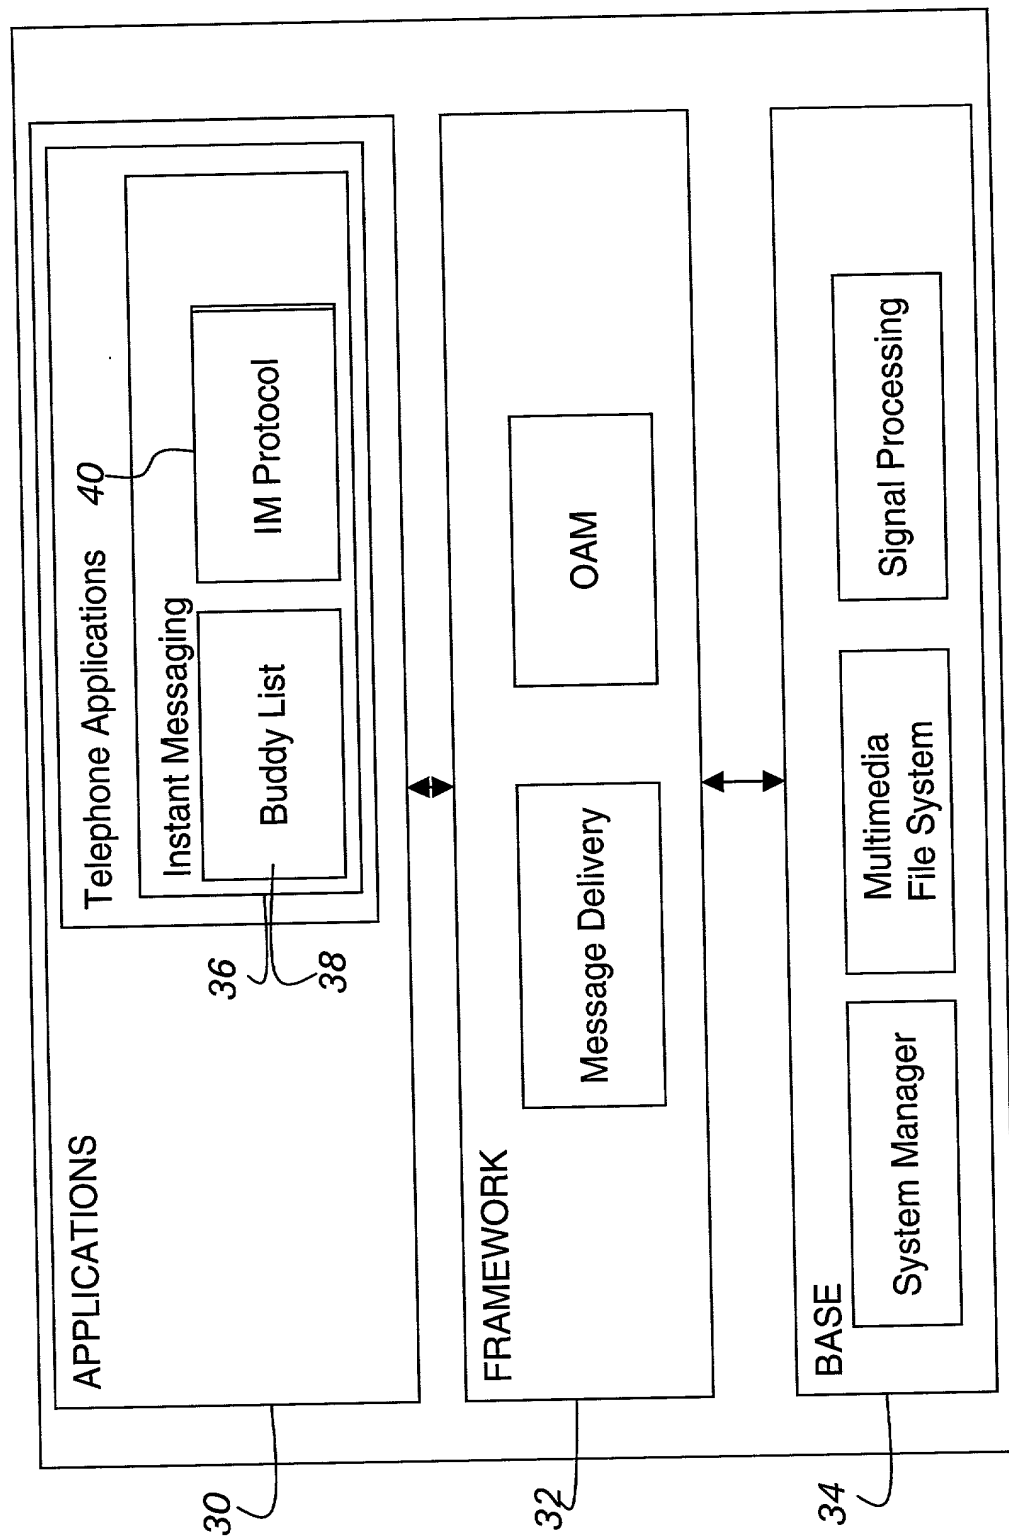 APPLICATIONS
Telephone Applications
40
Instant Messaging
Buddy List
IM Protocol
36
38
30
FRAMEWORK
Message Delivery
OAM
32
BASE
System Manager
Multimedia
File System
Signal Processing
34